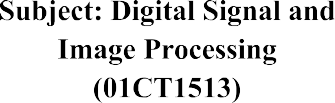 Subject: Digital Signal and
Image Processing
(01CT1513)